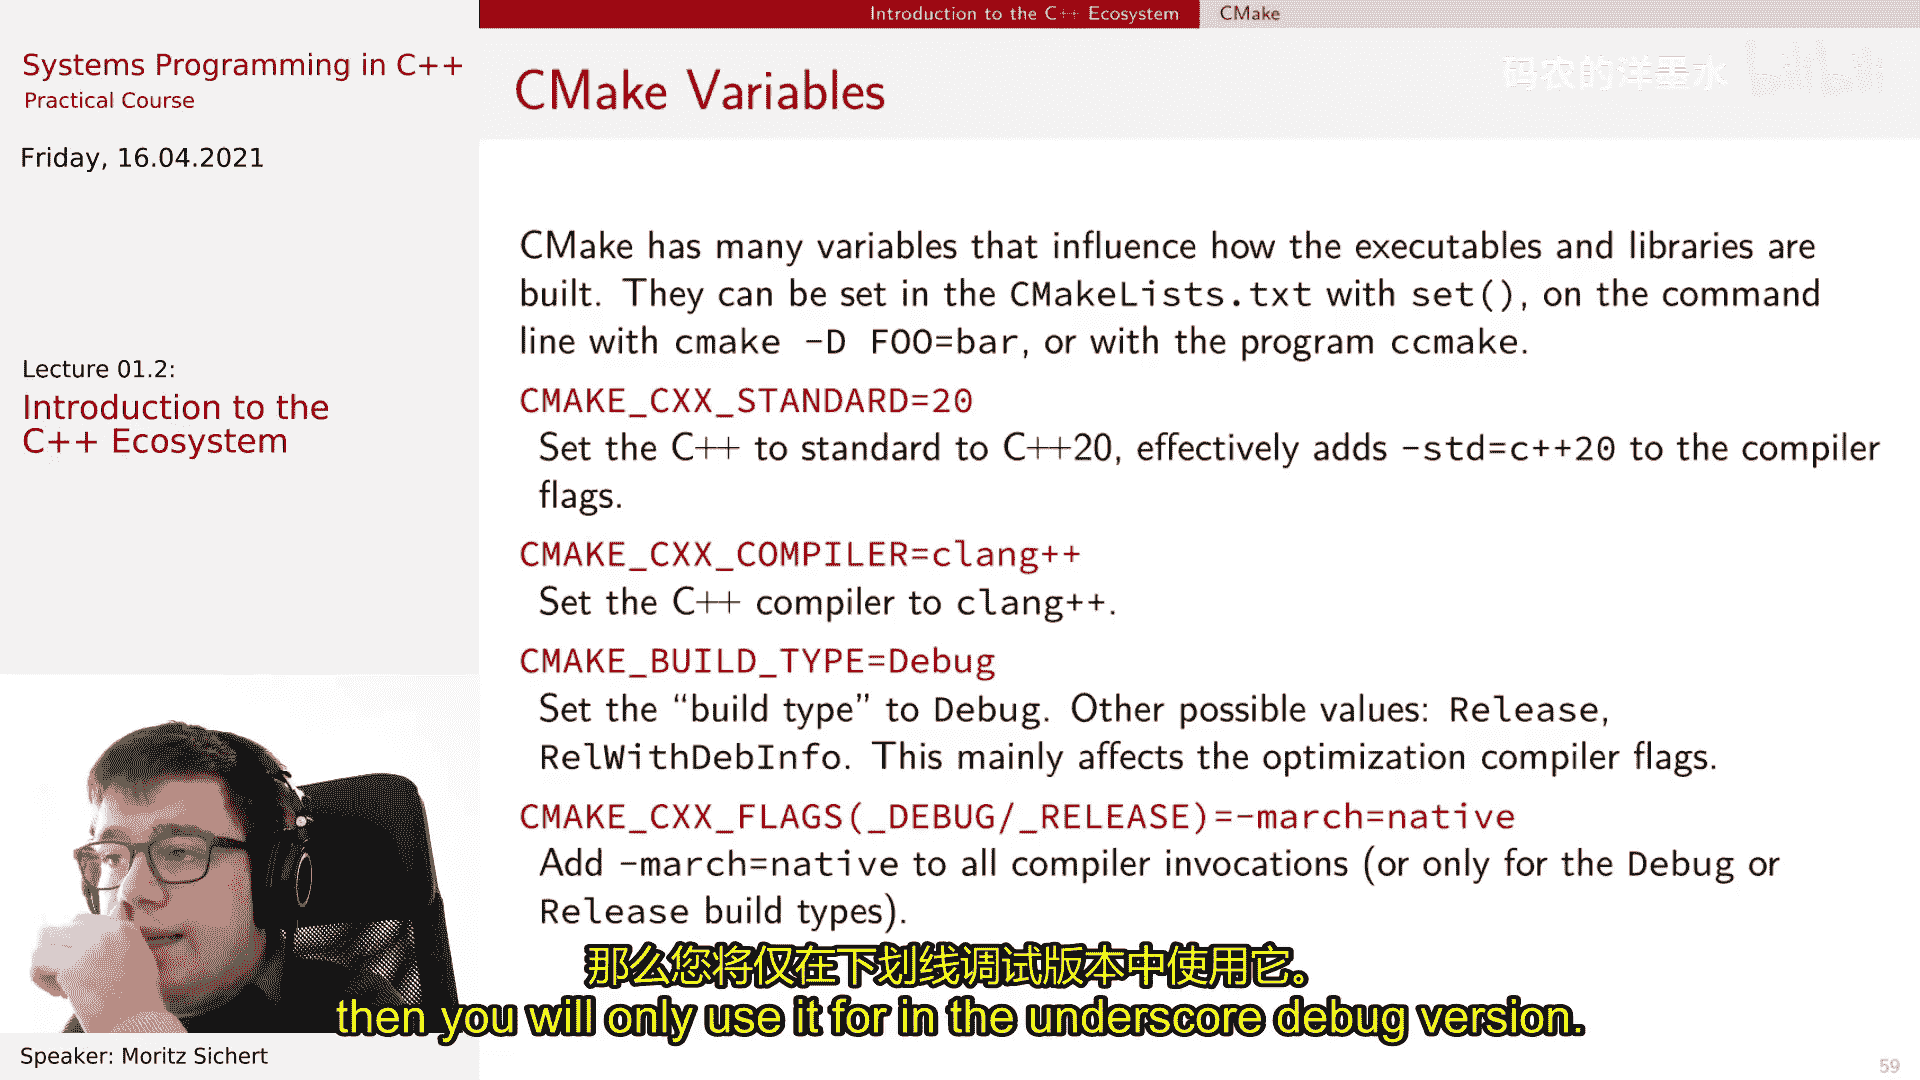 Introduction to the C++ Ecosystem
CMake
Systems Programming in C++
Practical Course
Friday, 16.04.2021
Lecture 01.2:
Introduction to the
C++ Ecosystem
Speaker: Moritz Sichert
CMake Variables
码农的洋墨水
bilibili
CMake has many variables that influence how the executables and libraries are
built. They can be set in the CMakeLists.txt with set(), on the command
line with cmake -D FOO=bar, or with the program ccmake.
CMAKE_CXX_STANDARD=20
Set the C++ to standard to C++20, effectively adds -std=c++20 to the compiler
flags.
CMAKE_CXX_COMPILER=clang++
Set the C++ compiler to clang++.
CMAKE_BUILD_TYPE=Debug
Set the “build type” to Debug. Other possible values: Release,
RelWithDebInfo. This mainly affects the optimization compiler flags.
CMAKE_CXX_FLAGS(_DEBUG/_RELEASE)=-march=native
Add -march=native to all compiler invocations (or only for the Debug or
Release build types).
那么您将仅在下划线调试版本中使用它。
then you will only use it for in the underscore debug version.
59